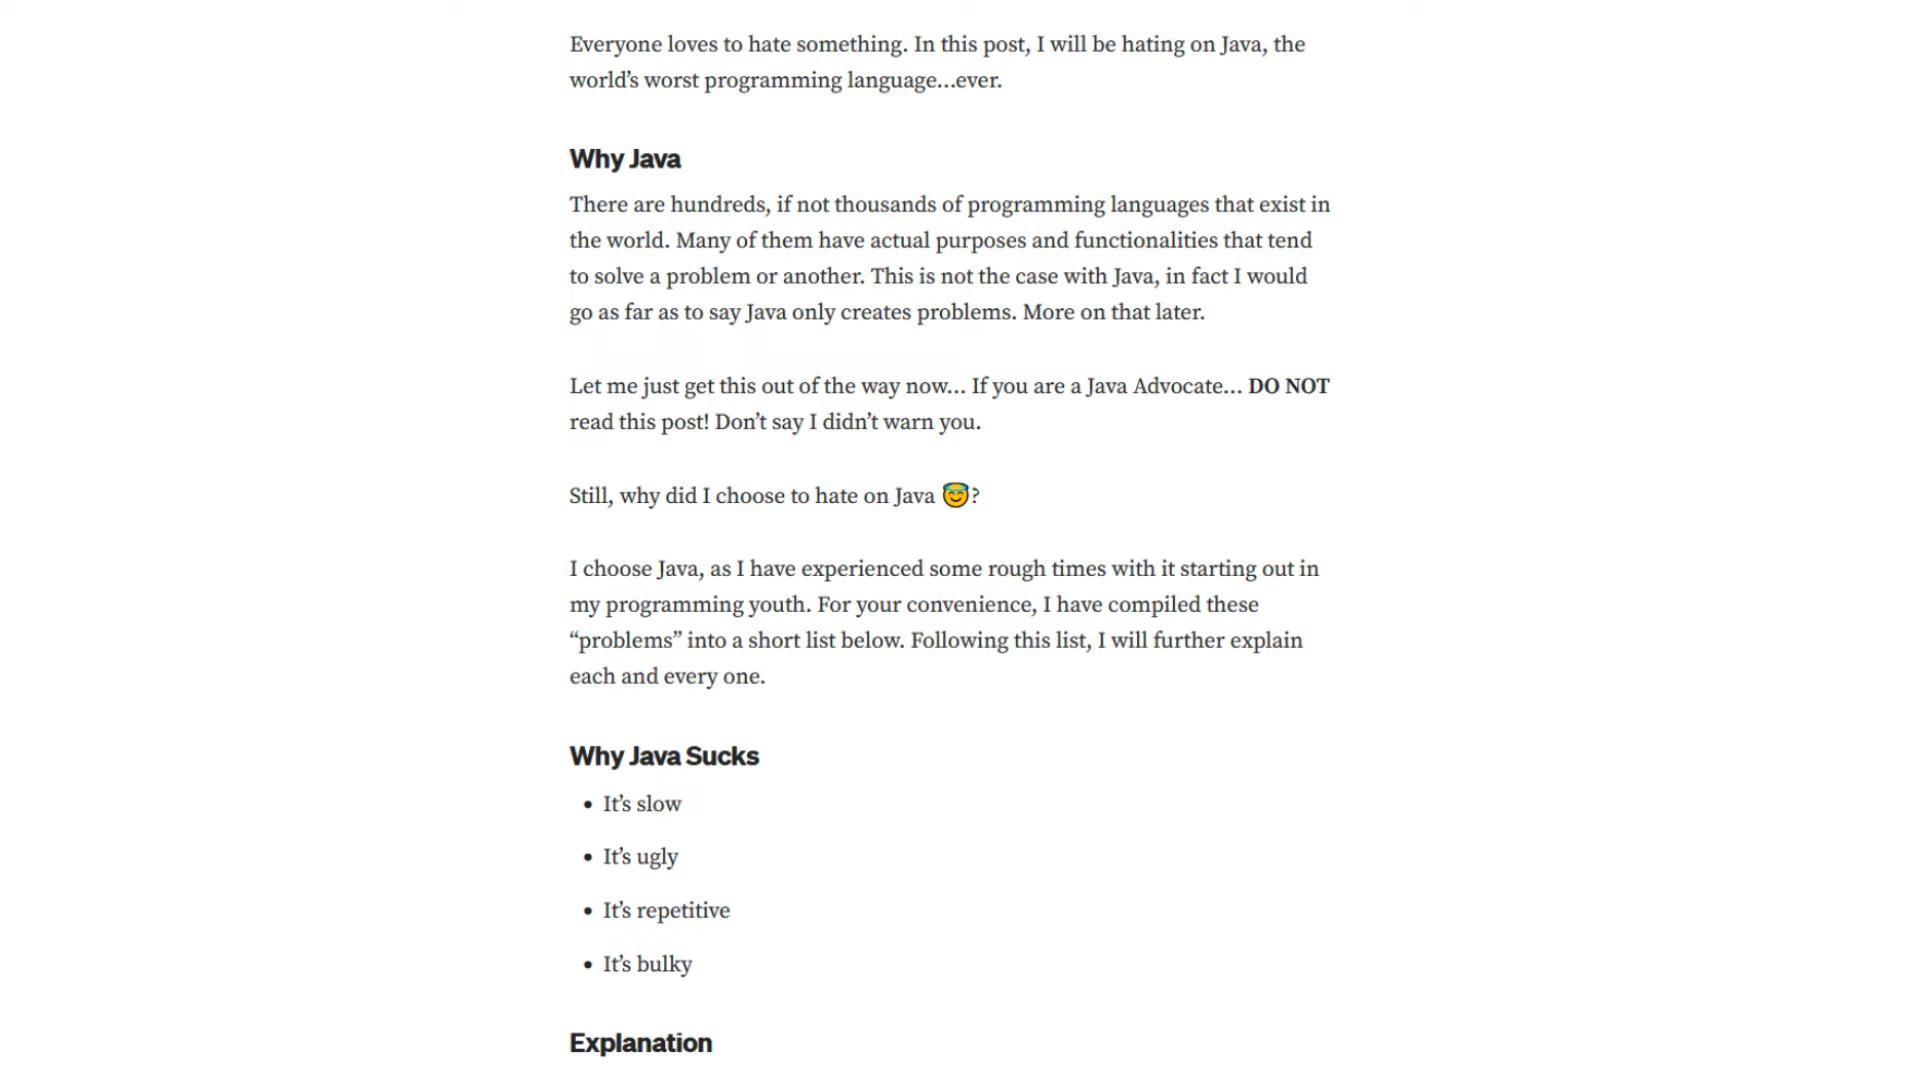 Everyone loves to hate something. In this post, I will be hating on Java, the
world’s worst programming language…ever.
Why Java
There are hundreds, if not thousands of programming languages that exist in
the world. Many of them have actual purposes and functionalities that tend
to solve a problem or another. This is not the case with Java, in fact I would
go as far as to say Java only creates problems. More on that later.
Let me just get this out of the way now… If you are a Java Advocate… DO NOT
read this post! Don’t say I didn’t warn you.
Still, why did I choose to hate on Java 😇?
I choose Java, as I have experienced some rough times with it starting out in
my programming youth. For your convenience, I have compiled these
“problems” into a short list below. Following this list, I will further explain
each and every one.
Why Java Sucks
• It’s slow
• It’s ugly
• It’s repetitive
• It’s bulky
Explanation